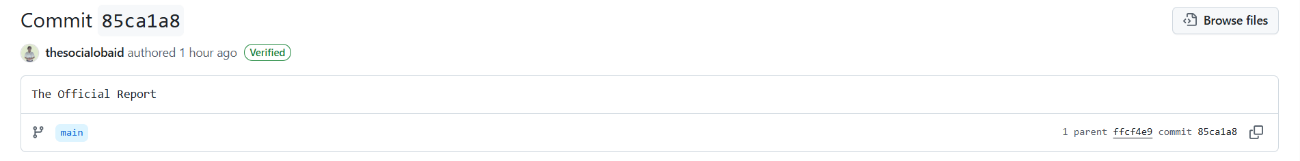 Commit 85ca1a8
Browse files
thesocialobaid authored 1 hour ago Verified
The Official Report
main
1 parent ffcf4e9 commit 85ca1a8